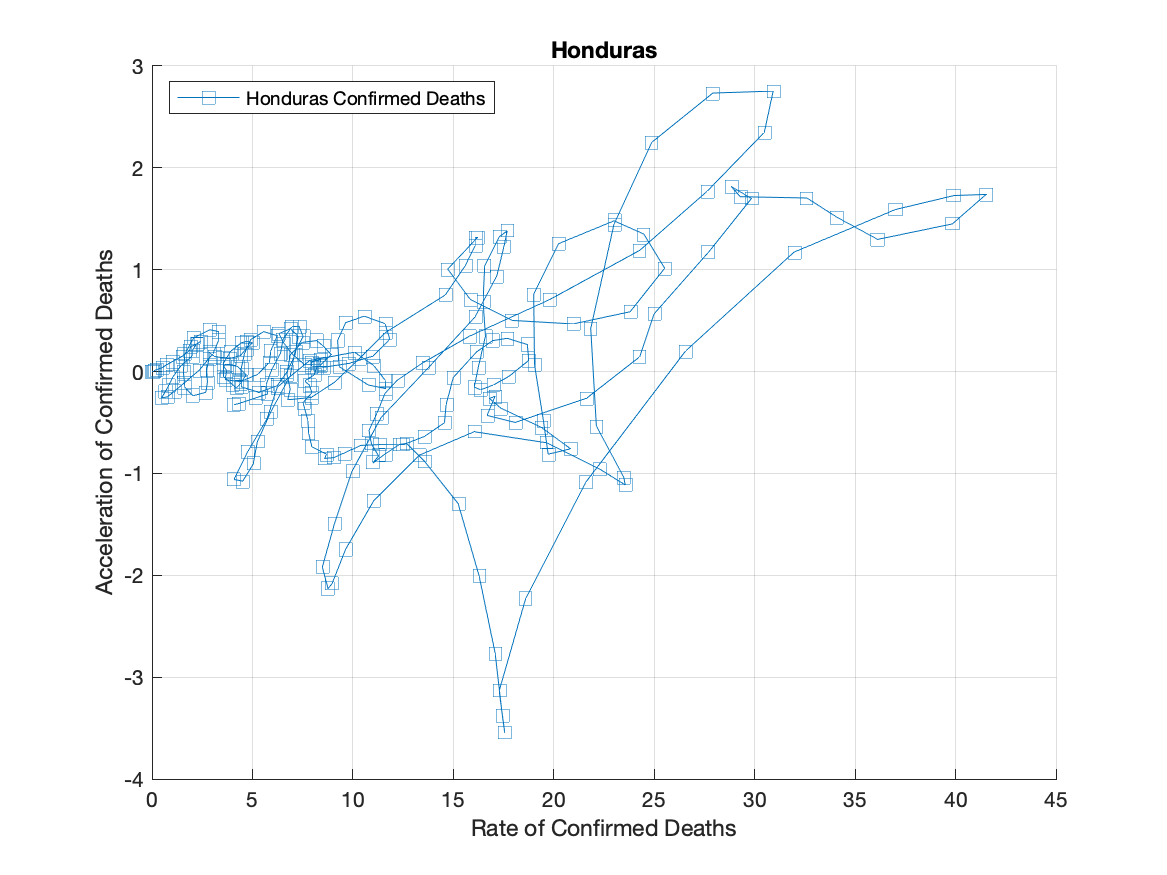 Honduras
Honduras Confirmed Deaths
3
2
1
0
-1
-2
-3
-4
Acceleration of Confirmed Deaths
0 5 10 15 20 25 30 35 40 45
Rate of Confirmed Deaths